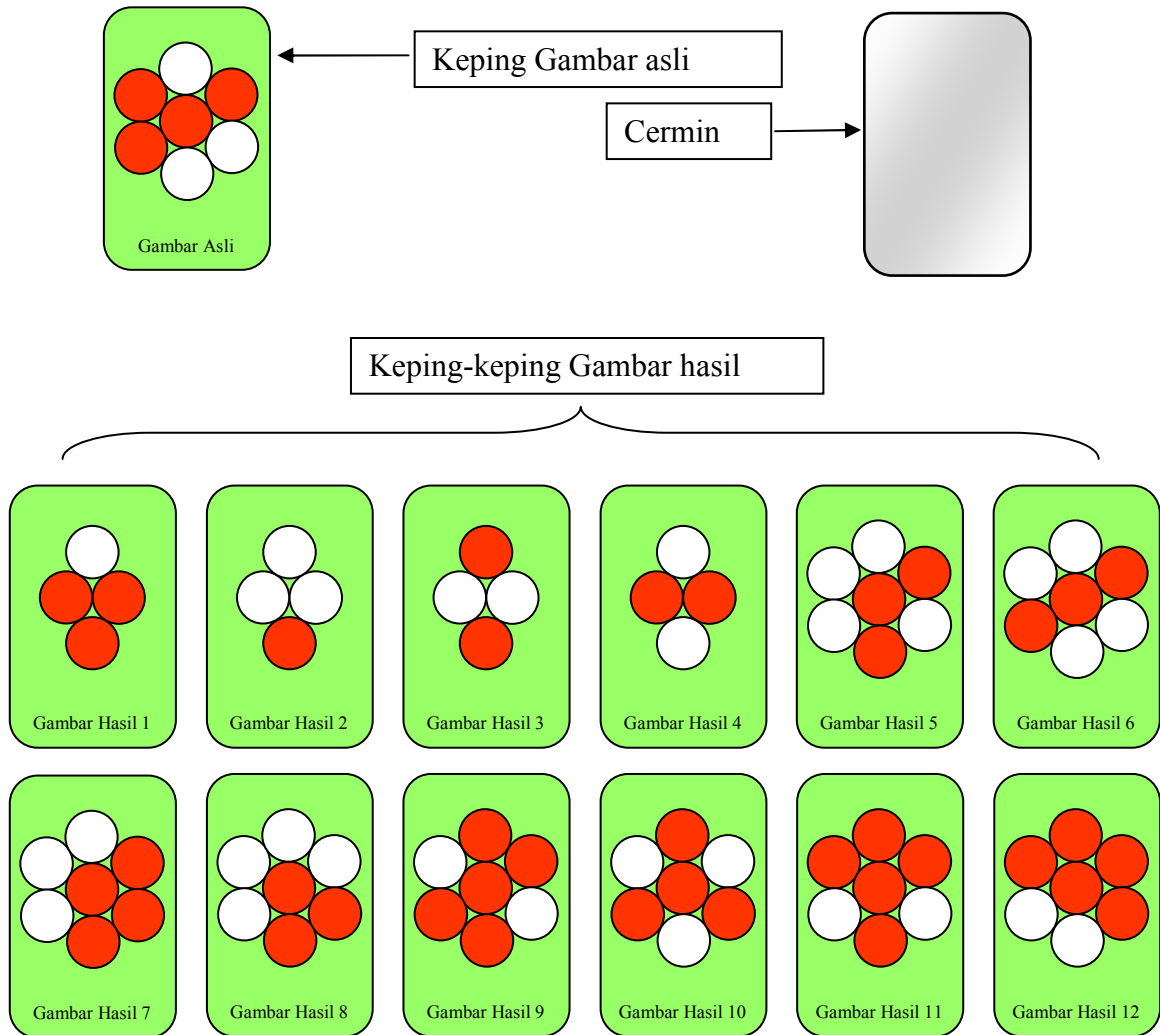 Keping Gambar asli
Cermin
Gambar Asli
Keping-keping Gambar hasil
Gambar Hasil 1
Gambar Hasil 2
Gambar Hasil 3
Gambar Hasil 4
Gambar Hasil 5
Gambar Hasil 6
Gambar Hasil 7
Gambar Hasil 8
Gambar Hasil 9
Gambar Hasil 10
Gambar Hasil 11
Gambar Hasil 12